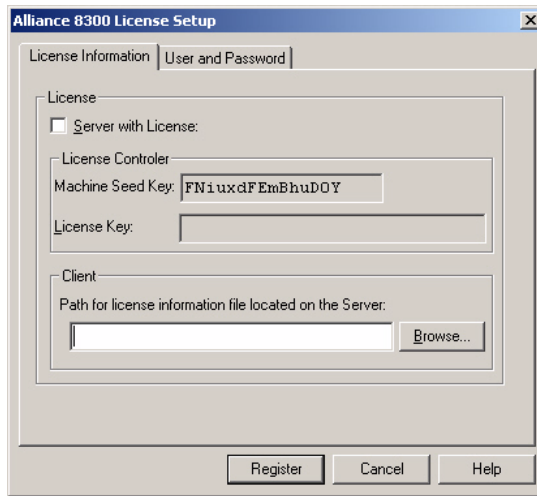 Alliance 8300 License Setup
License Information
User and Password
License
Server with License:
License Controler
Machine Seed Key: FNiuxdFEmBhuDOY
License Key:
Client
Path for license information file located on the Server:
Browse...
Register
Cancel
Help